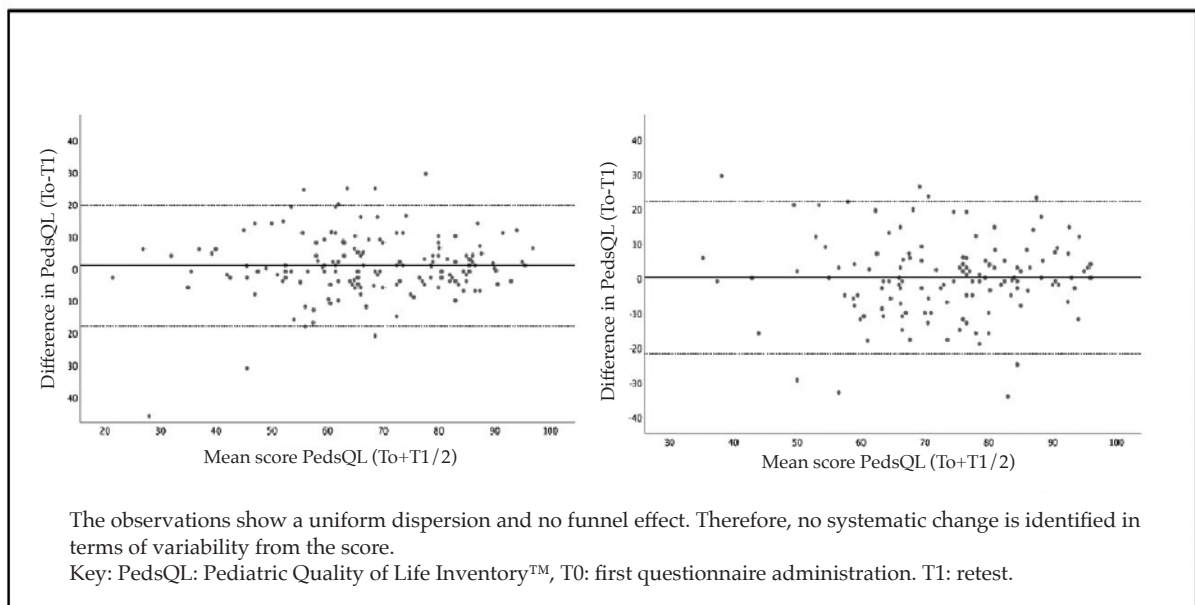 Difference in PedsQL (To-T1)
40
30
20
10
0
10
20
30
40
20 30 40 50 60 70 80 90 100
Mean score PedsQL (To+T1/2)
Difference in PedsQL (To-T1)
40
30
20
10
0
-10
-20
-30
-40
30 40 50 60 70 80 90 100
Mean score PedsQL (To+T1/2)
The observations show a uniform dispersion and no funnel effect. Therefore, no systematic change is identified in
terms of variability from the score.
Key: PedsQL: Pediatric Quality of Life Inventory™, T0: first questionnaire administration. T1: retest.